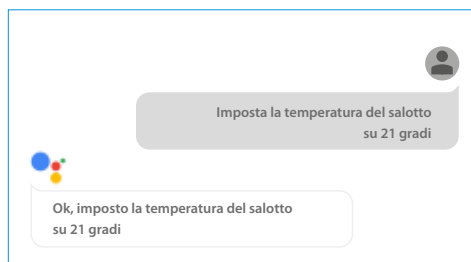 Imposta la temperatura del salotto
su 21 gradi
Ok, imposto la temperatura del salotto
su 21 gradi